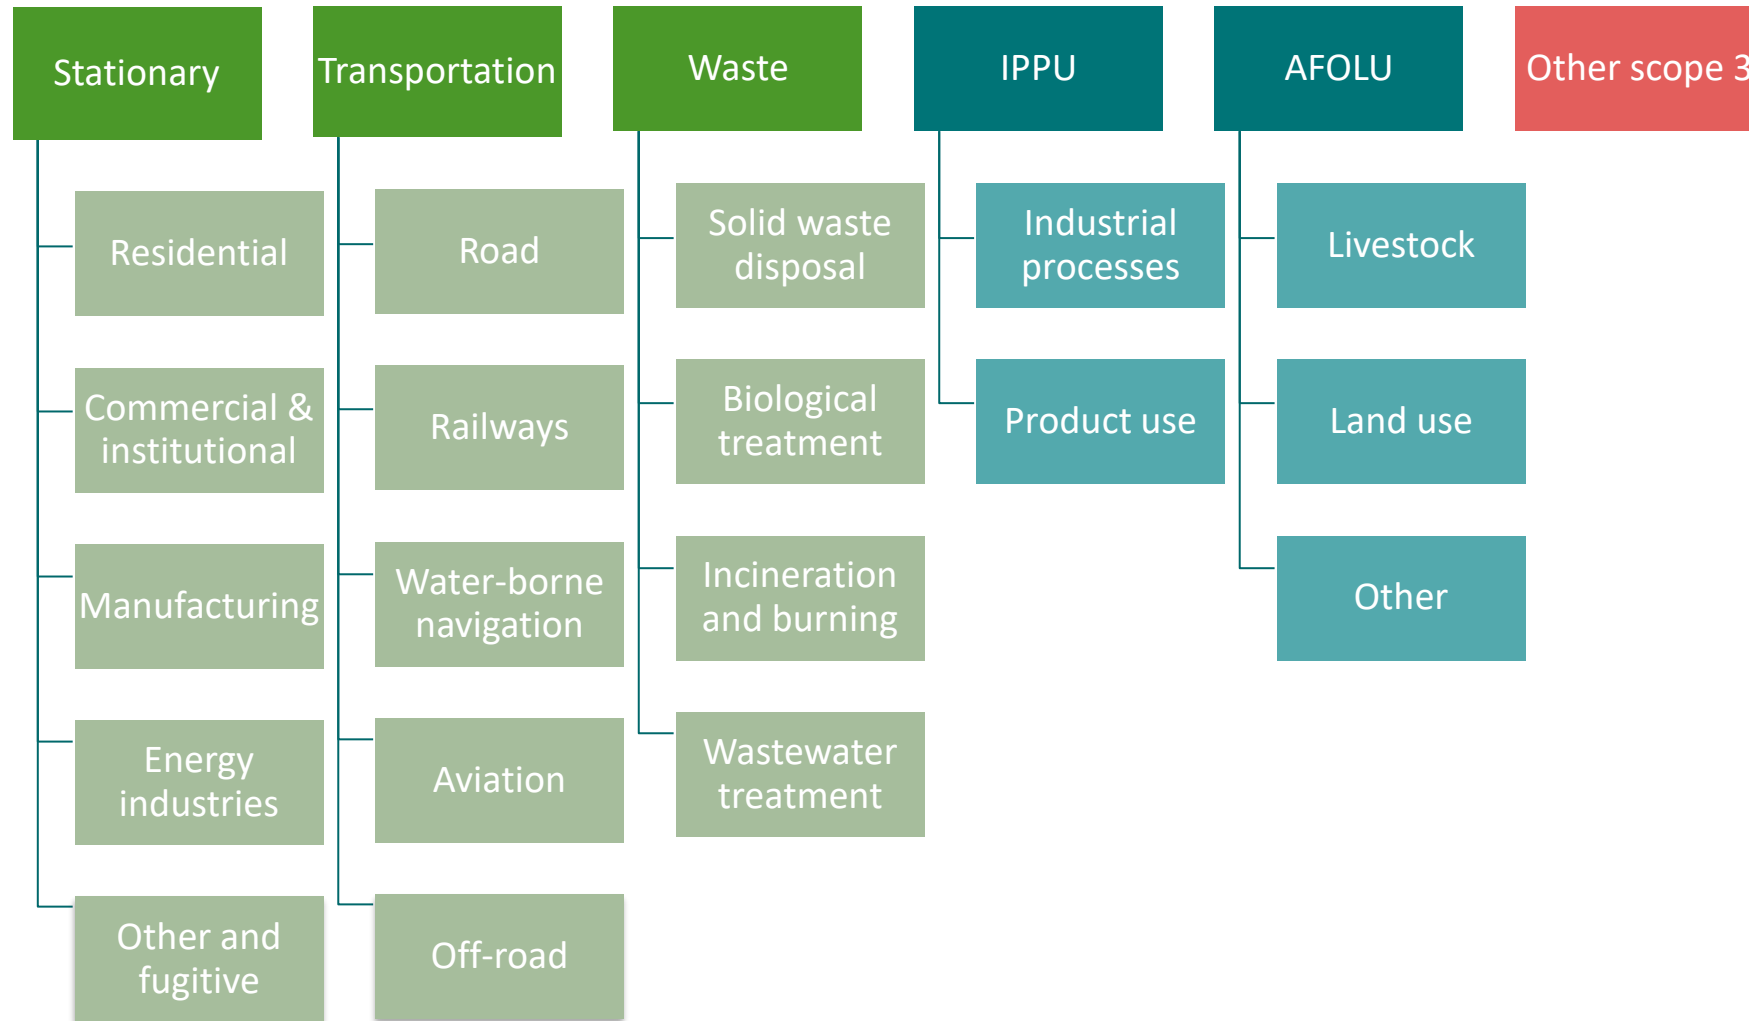 Stationary
Residential
Commercial &
institutional
Manufacturing
Energy
industries
Other and
fugitive
Transportation
Road
Railways
Water-borne
navigation
Aviation
Off-road
Waste
Solid waste
disposal
Biological
treatment
Incineration
and burning
Wastewater
treatment
IPPU
Industrial
processes
Product use
AFOLU
Livestock
Land use
Other
Other scope 3